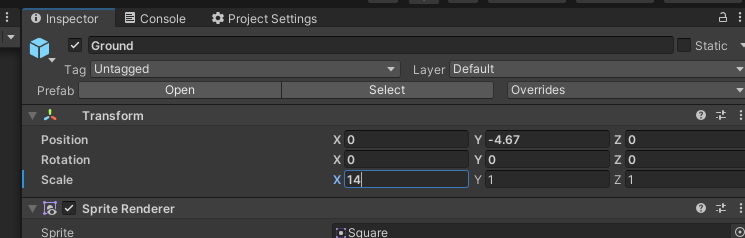 Inspector Console Project Settings
Ground Static
Tag Untagged Layer Default
Prefab Open Select Overrides
Transform
Position X 0 Y -4.67 Z 0
Rotation X 0 Y 0 Z 0
Scale X 14 Y 1 Z 1
Sprite Renderer
Sprite Square